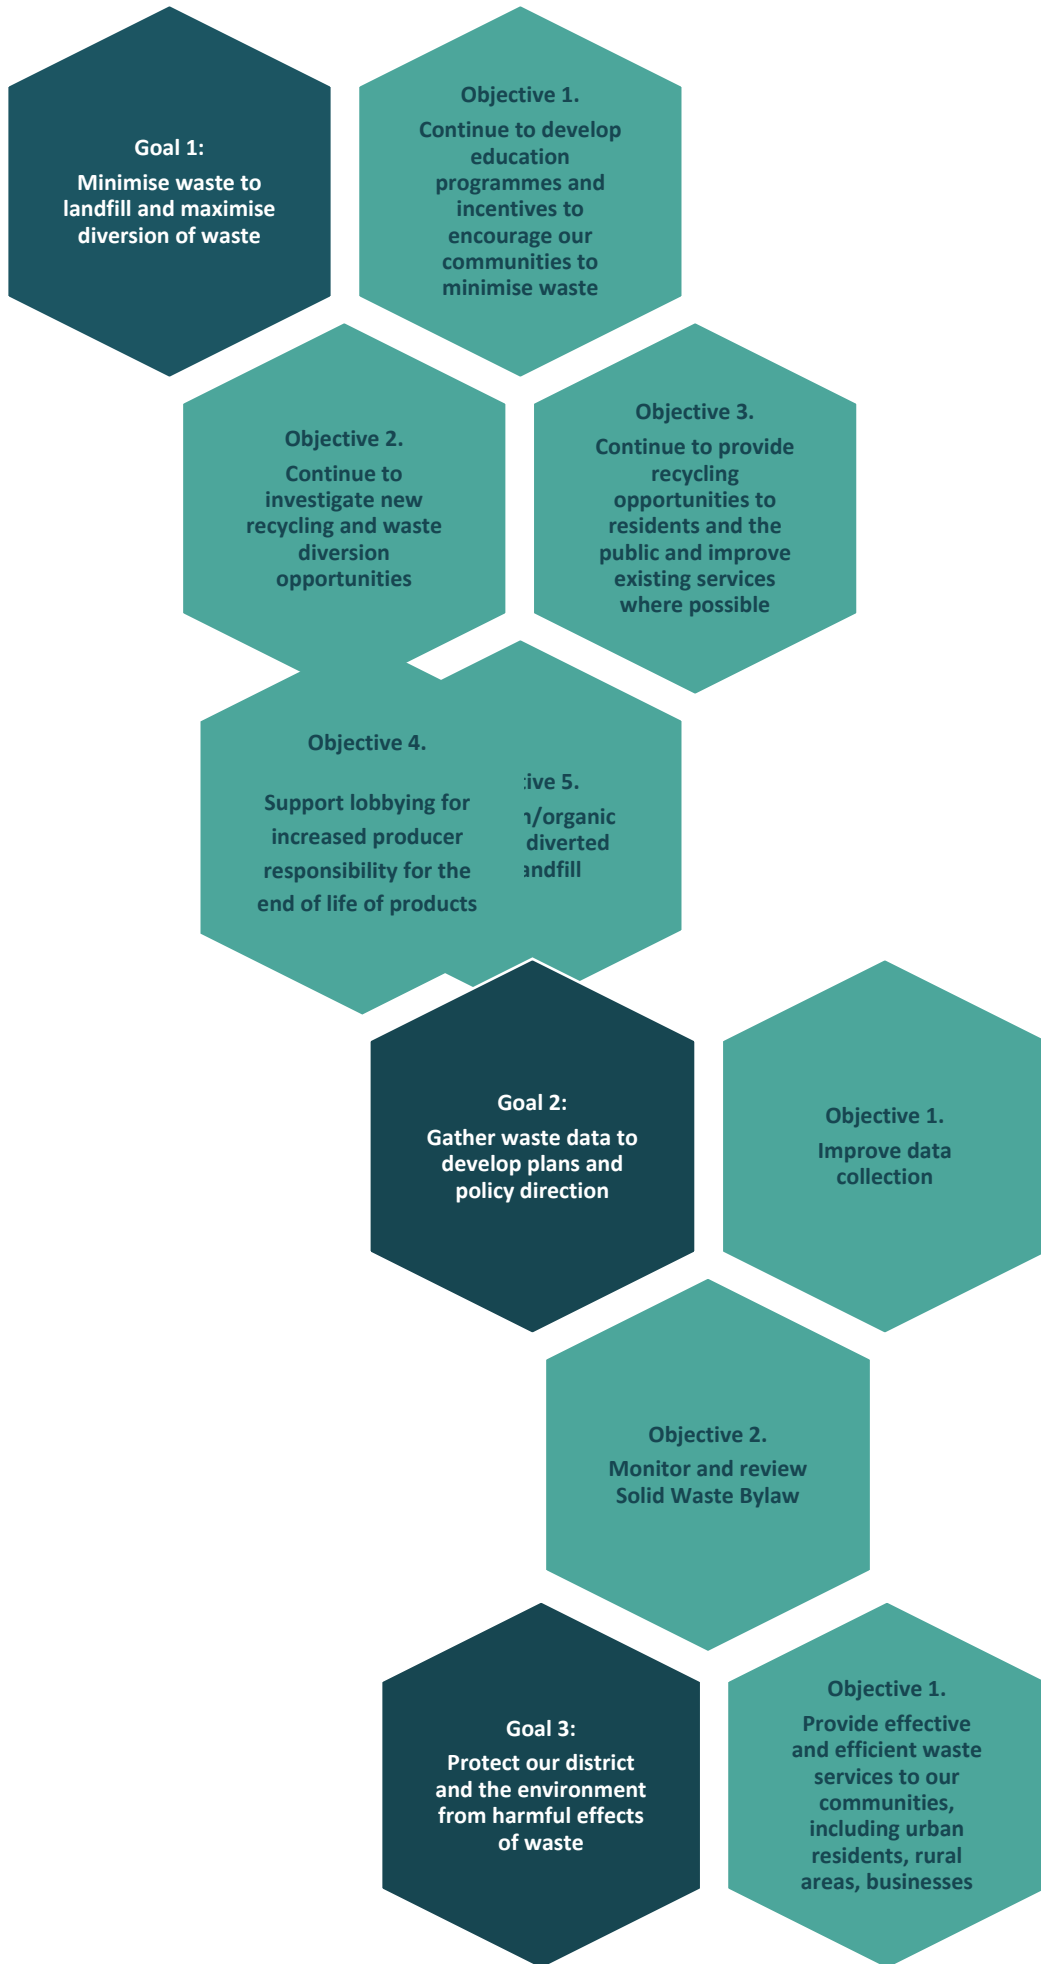 Goal 1:
Minimise waste to
landfill and maximise
diversion of waste
Objective 1.
Continue to develop
education
programmes and
incentives to
encourage our
communities to
minimise waste
Objective 2.
Continue to
investigate new
recycling and waste
diversion
opportunities
Objective 3.
Continue to provide
recycling
opportunities to
residents and the
public and improve
existing services
where possible
Objective 4.
Support lobbying for
increased producer
responsibility for the
end of life of products
5.
/organic
diverted
Goal 2:
Gather waste data to
develop plans and
policy direction
Objective 1.
Improve data
collection
Objective 2.
Monitor and review
Solid Waste Bylaw
Goal 3:
Protect our district
and the environment
from harmful effects
of waste
Objective 1.
Provide effective
and efficient waste
services to our
communities,
including urban
residents, rural
areas, businesses